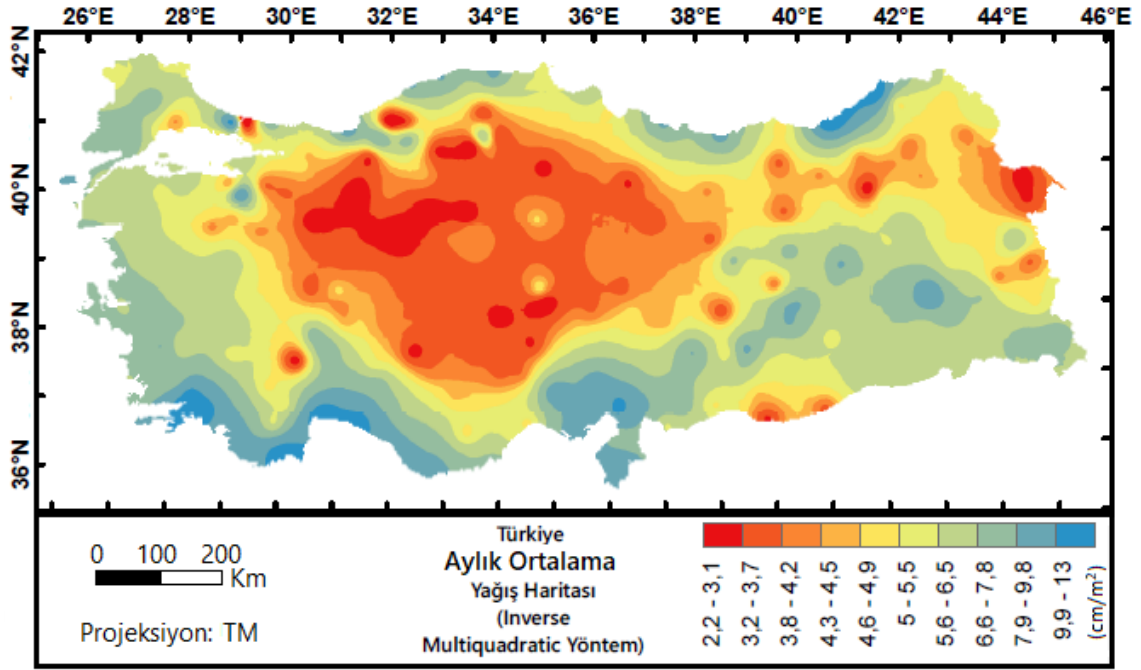 26°E 28°E 30°E 32°E 34°E 36°E 38°E 40°E 42°E 44°E 46°E
42°N
40°N
38°N
36°N
0 100 200
Km
Projeksiyon: TM
Türkiye
Aylık Ortalama
Yağış Haritası
(Inverse
Multiquadratic Yöntem)
2,2 - 3,1
3,2 - 3,7
3,8 - 4,2
4,3 - 4,5
4,6 - 4,9
5 - 5,5
5,6 - 6,5
6,6 - 7,8
7,9 - 9,8
9,9 - 13
(cm/m²)